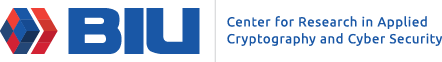 BIU
Center for Research in Applied
Cryptography and Cyber Security